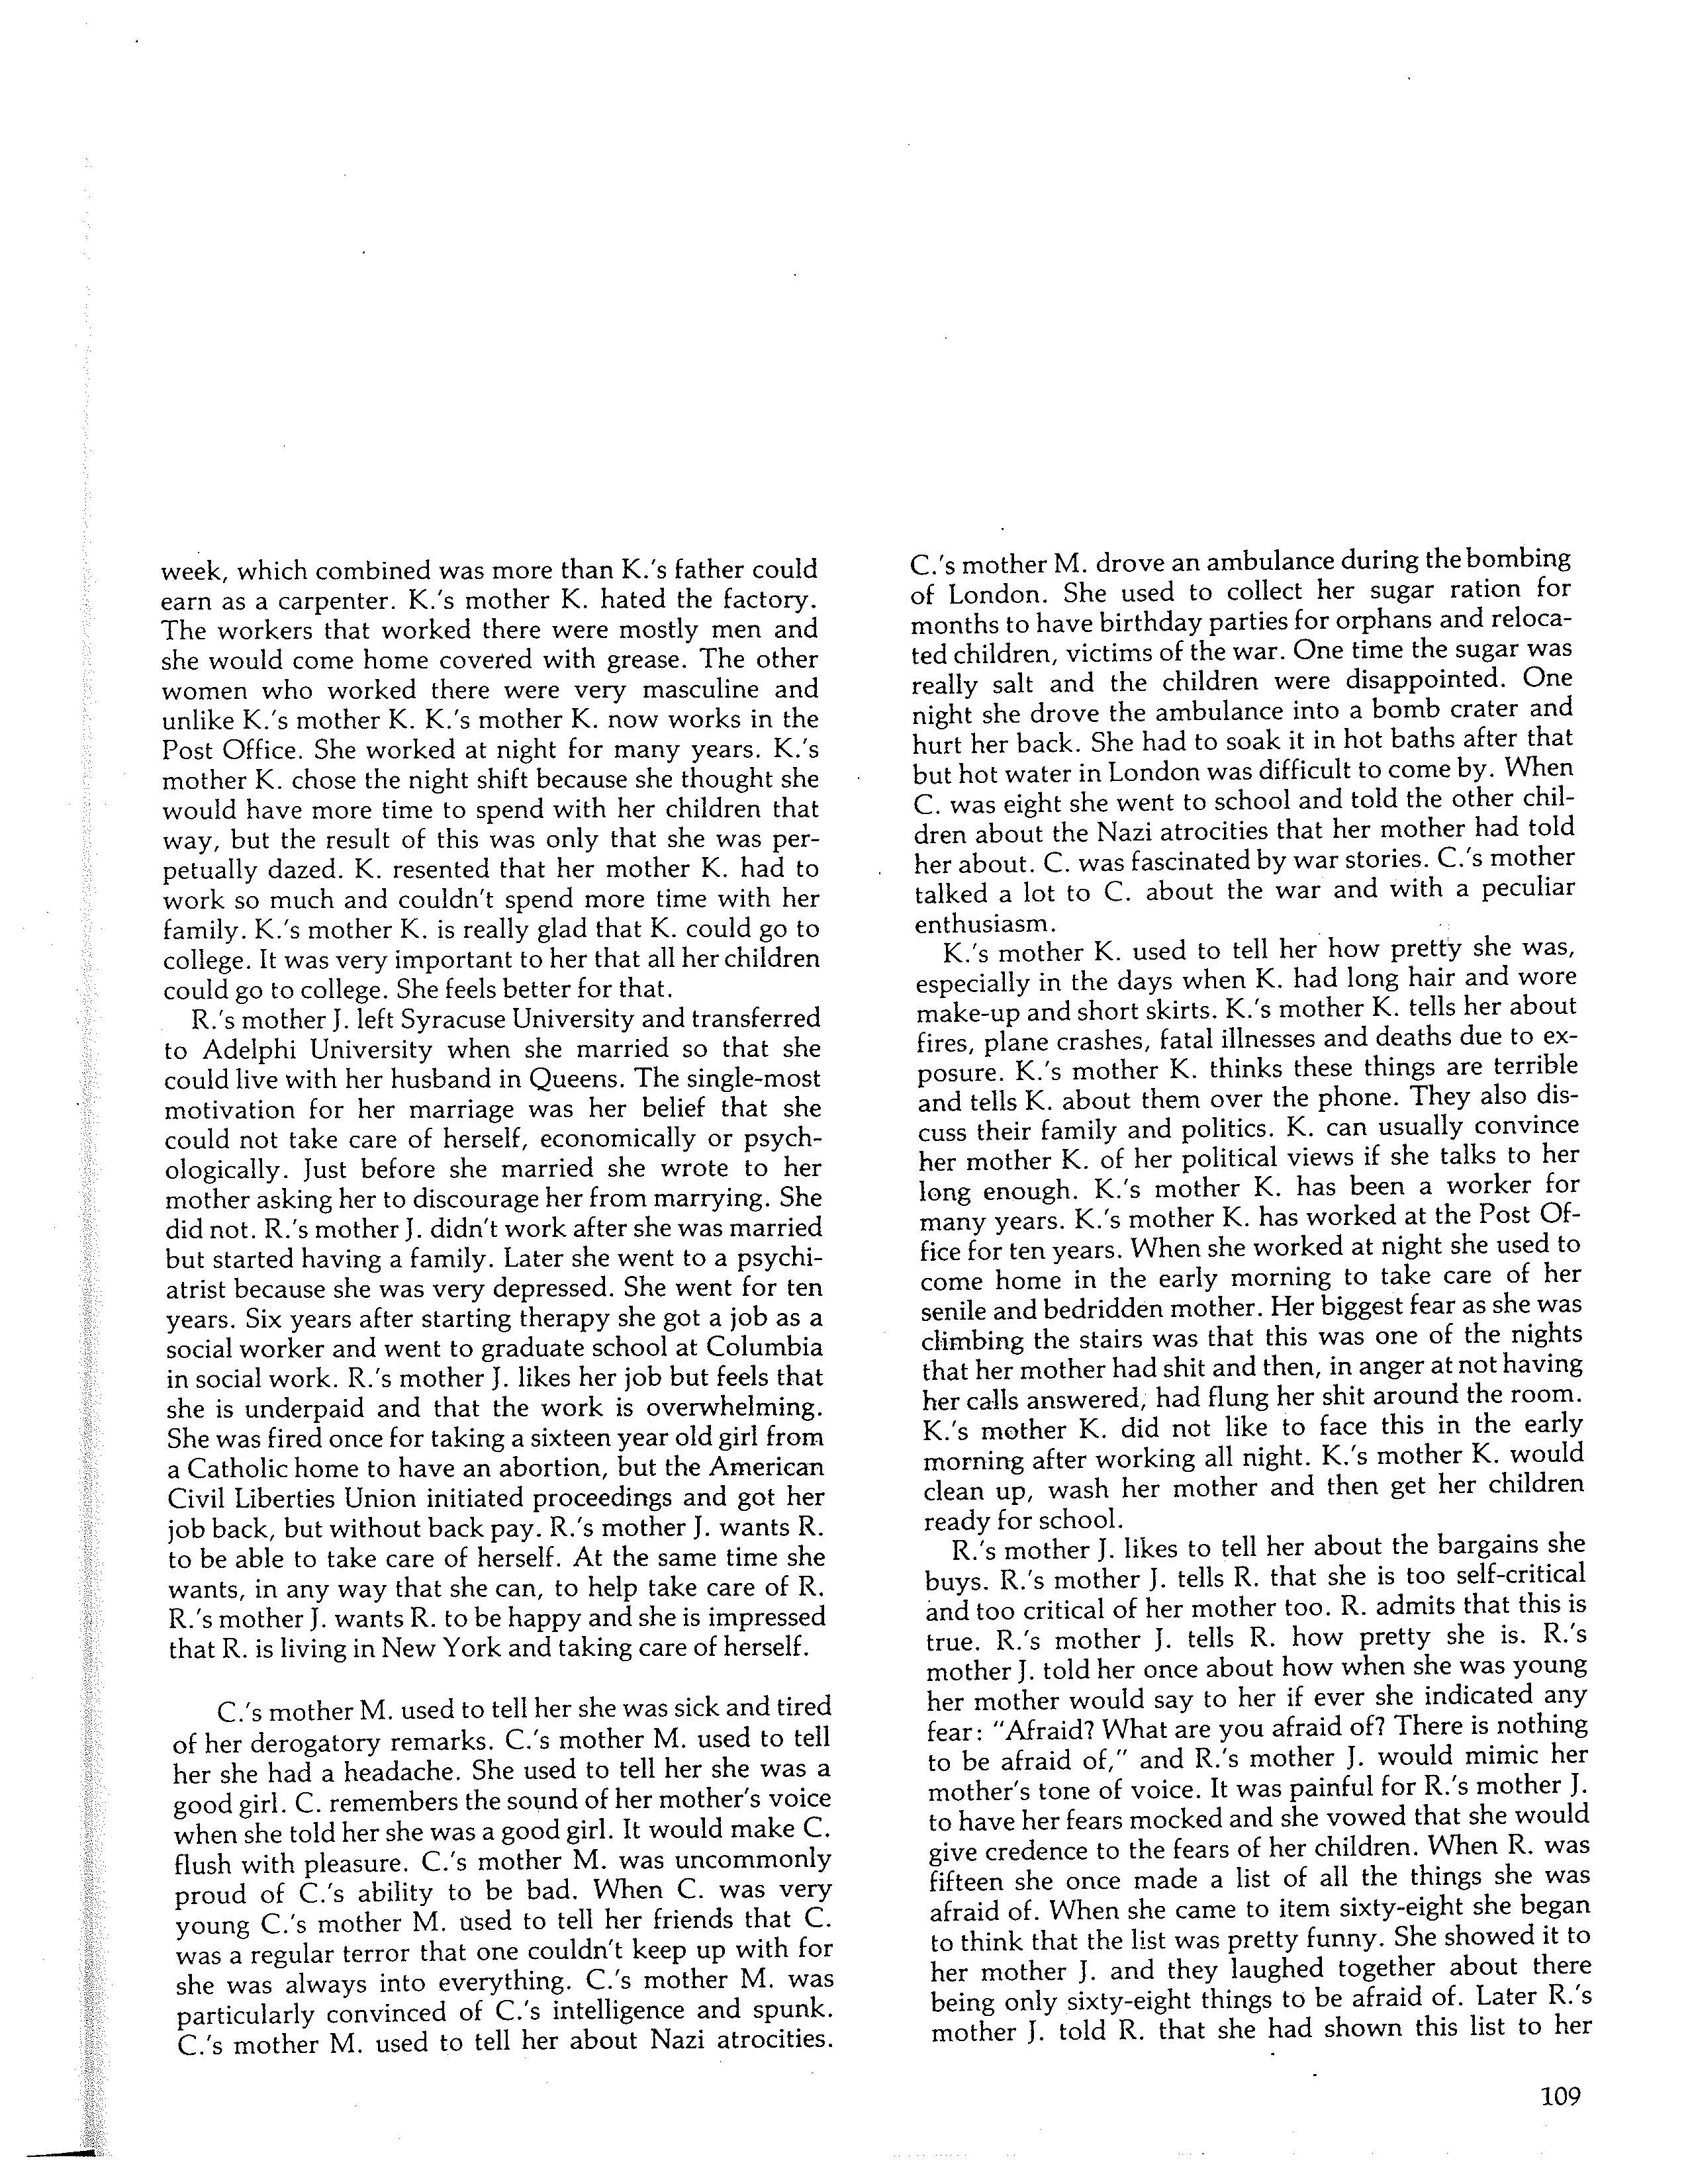 week, which combined was more than K.'s father could
earn as a carpenter. K.'s mother K. hated the factory.
The workers that worked there were mostly men and
she would come home covered with grease. The other
women who worked there were very masculine and
unlike K.'s mother K. K.'s mother K. now works in the
Post Office. She worked at night for many years. K.'s
mother K. chose the night shift because she thought she
would have more time to spend with her children that
way, but the result of this was only that she was per-
petually dazed. K. resented that her mother K. had to
work so much and couldn't spend more time with her
family. K.'s mother K. is really glad that K. could go to
college. It was very important to her that all her children
could go to college. She feels better for that.
R.'s mother J. left Syracuse University and transferred
to Adelphi University when she married so that she
could live with her husband in Queens. The single-most
motivation for her marriage was her belief that she
could not take care of herself, economically or psych-
ologically. Just before she married she wrote to her
mother asking her to discourage her from marrying. She
did not. R.'s mother J. didn't work after she was married
but started having a family. Later she went to a psychi-
atrist because she was very depressed. She went for ten
years. Six years after starting therapy she got a job as a
social worker and went to graduate school at Columbia
in social work. R.'s mother J. likes her job but feels that
she is underpaid and that the work is overwhelming.
She was fired once for taking a sixteen year old girl from
a Catholic home to have an abortion, but the American
Civil Liberties Union initiated proceedings and got her
job back, but without back pay. R.'s mother J. wants R.
to be able to take care of herself. At the same time she
wants, in any way that she can, to help take care of R.
R.'s mother J. wants R. to be happy and she is impressed
that R. is living in New York and taking care of herself.
C.'s mother M. used to tell her she was sick and tired
of her derogatory remarks. C.'s mother M. used to tell
her she had a headache. She used to tell her she was a
good girl. C. remembers the sound of her mother's voice
when she told her she was a good girl. It would make C.
flush with pleasure. C.'s mother M. was uncommonly
proud of C.'s ability to be bad. When C. was very
young C.'s mother M. used to tell her friends that C.
was a regular terror that one couldn't keep up with for
she was always into everything. C.'s mother M. was
particularly convinced of C.'s intelligence and spunk.
C.'s mother M. used to tell her about Nazi atrocities.
C.'s mother M. drove an ambulance during the bombing
of London. She used to collect her sugar ration for
months to have birthday parties for orphans and reloca-
ted children, victims of the war. One time the sugar was
really salt and the children were disappointed. One
night she drove the ambulance into a bomb crater and
hurt her back. She had to soak it in hot baths after that
but hot water in London was difficult to come by. When
C. was eight she went to school and told the other chil-
dren about the Nazi atrocities that her mother had told
her about. C. was fascinated by war stories. C.'s mother
talked a lot to C. about the war and with a peculiar
enthusiasm.
K.'s mother K. used to tell her how pretty she was,
especially in the days when K. had long hair and wore
make-up and short skirts. K.'s mother K. tells her about
fires, plane crashes, fatal illnesses and deaths due to ex-
posure. K.'s mother K. thinks these things are terrible
and tells K. about them over the phone. They also dis-
cuss their family and politics. K. can usually convince
her mother K. of her political views if she talks to her
long enough. K.'s mother K. has been a worker for
many years. K.'s mother K. has worked at the Post Of-
fice for ten years. When she worked at night she used to
come home in the early morning to take care of her
senile and bedridden mother. Her biggest fear as she was
climbing the stairs was that this was one of the nights
that her mother had shit and then, in anger at not having
her calls answered, had flung her shit around the room.
K.'s mother K. did not like to face this in the early
morning after working all night. K.'s mother K. would
clean up, wash her mother and then get her children
ready for school.
R.'s mother J. likes to tell her about the bargains she
buys. R.'s mother J. tells R. that she is too self-critical
and too critical of her mother too. R. admits that this is
true. R.'s mother J. tells R. how pretty she is. R.'s
mother J. told her once about how when she was young
her mother would say to her if ever she indicated any
fear: "Afraid? What are you afraid of? There is nothing
to be afraid of," and R.'s mother J. would mimic her
mother's tone of voice. It was painful for R.'s mother J.
to have her fears mocked and she vowed that she would
give credence to the fears of her children. When R. was
fifteen she once made a list of all the things she was
afraid of. When she came to item sixty-eight she began
to think that the list was pretty funny. She showed it to
her mother J. and they laughed together about there
being only sixty-eight things to be afraid of. Later R.'s
mother J. told R. that she had shown this list to her
109